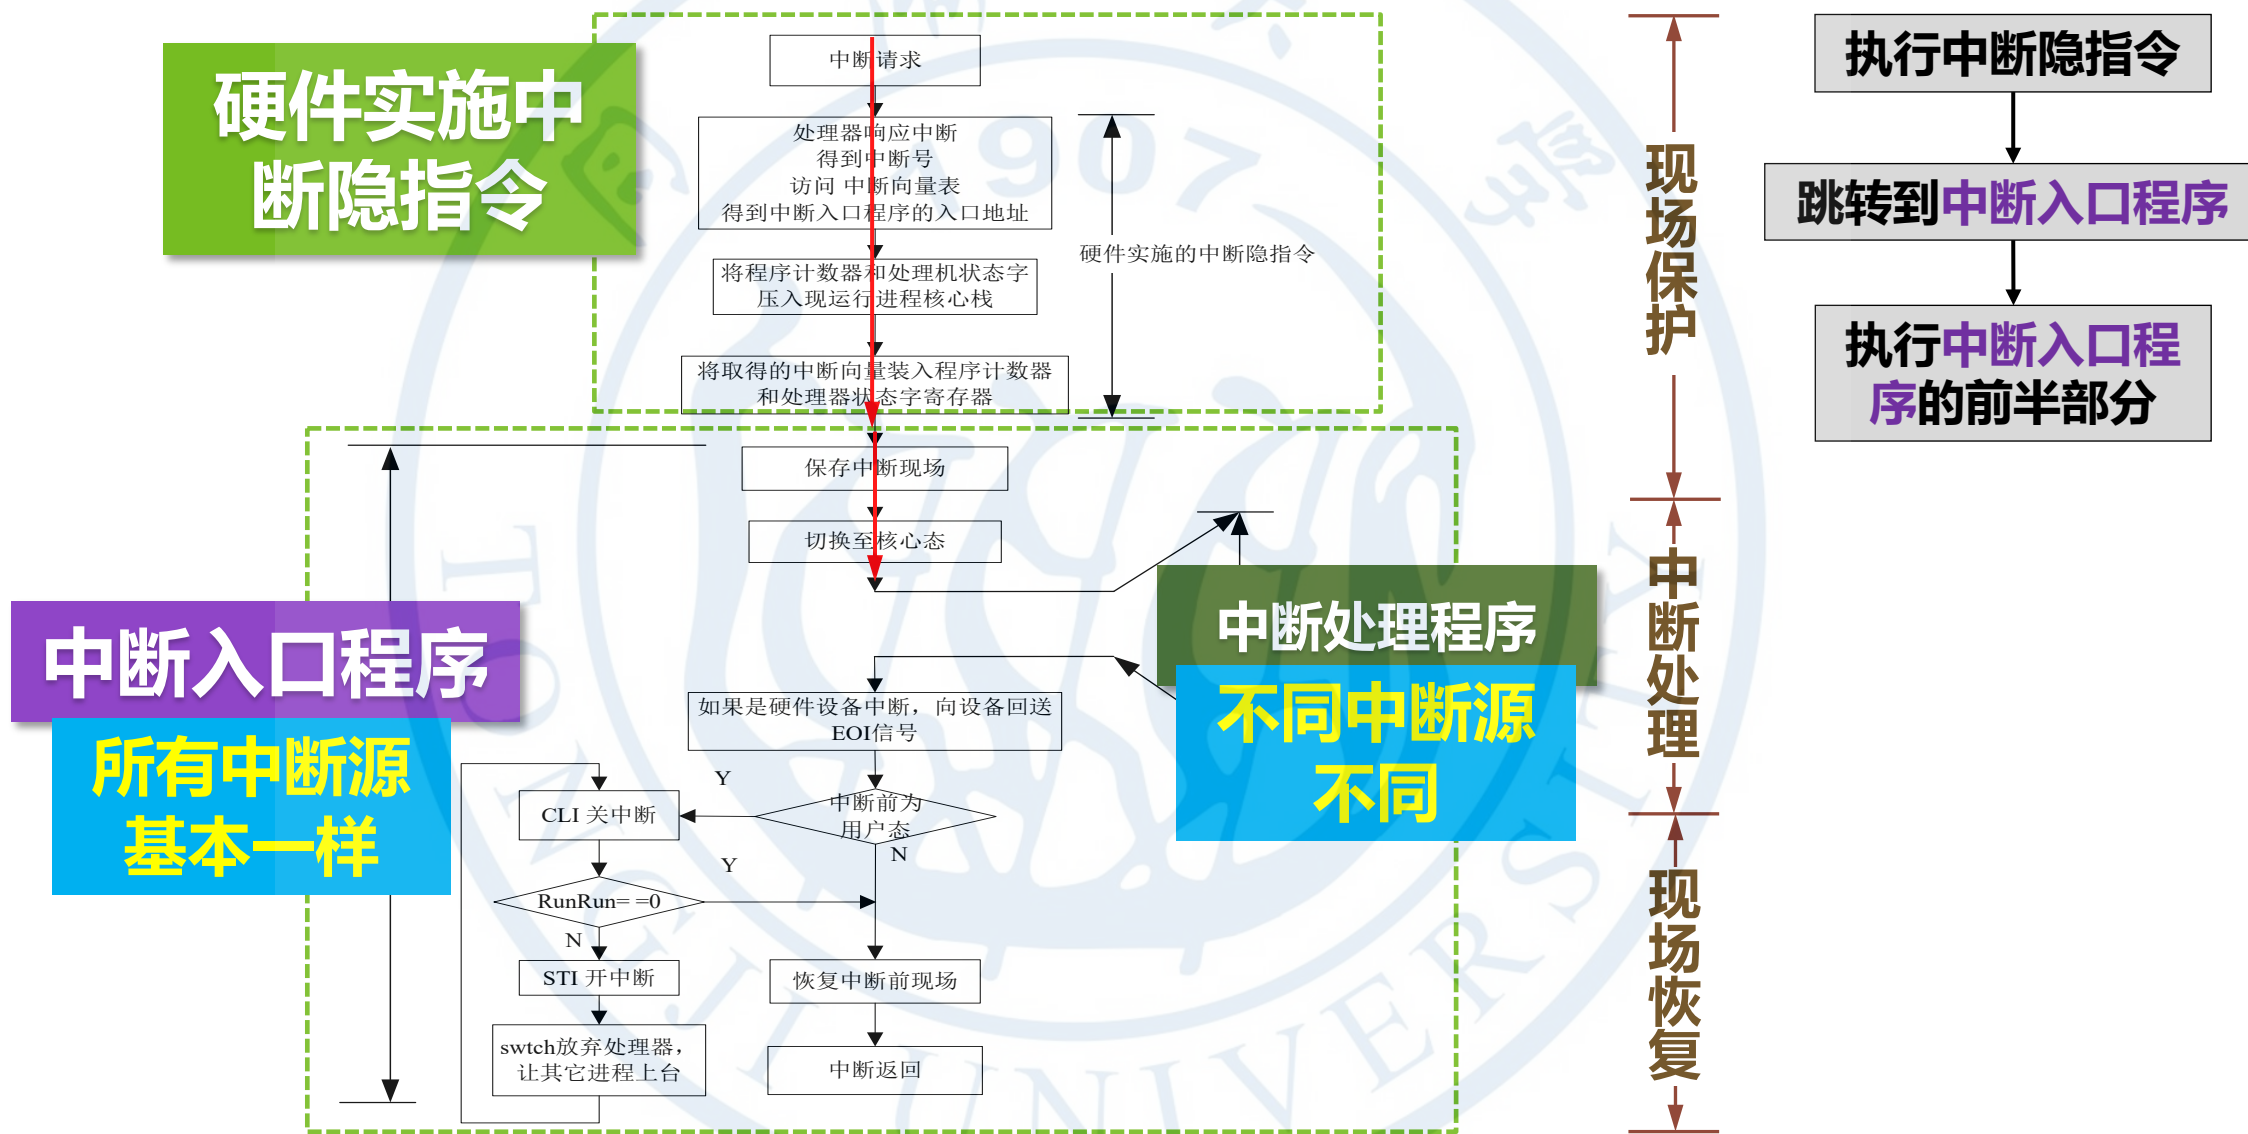 硬件实施中
断隐指令
中断请求
处理器响应中断
得到中断号
访问 中断向量表
得到中断入口程序的入口地址
将程序计数器和处理机状态字
压入现运行进程核心栈
将取得的中断向量装入程序计数器
和处理器状态字寄存器
硬件实施的中断隐指令
保存中断现场
切换至核心态
中断入口程序
所有中断源
基本一样
中断处理程序
不同中断源
不同
如果是硬件设备中断，向设备回送
EOI信号
中断前为
用户态
Y
N
CLI 关中断
Y
RunRun= =0
N
STI 开中断
swtch放弃处理器，
让其它进程上台
恢复中断前现场
中断返回
现场保护
中断处理
现场恢复
执行中断隐指令
跳转到中断入口程序
执行中断入口程
序的前半部分
1907
TONGJI UNIVERSITY